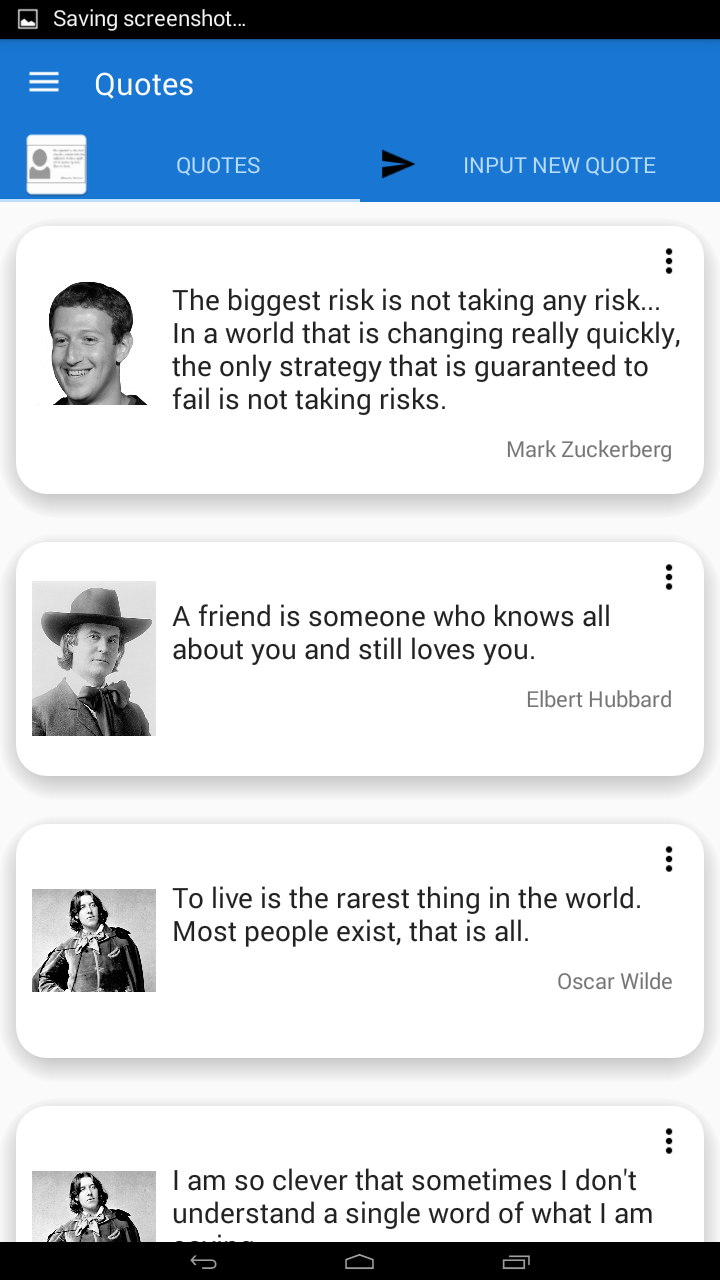 Saving screenshot...
Quotes
QUOTES
INPUT NEW QUOTE
The biggest risk is not taking any risk...
In a world that is changing really quickly,
the only strategy that is guaranteed to
fail is not taking risks.
Mark Zuckerberg
A friend is someone who knows all
about you and still loves you.
Elbert Hubbard
To live is the rarest thing in the world.
Most people exist, that is all.
Oscar Wilde
I am so clever that sometimes I don't
understand a single word of what I am